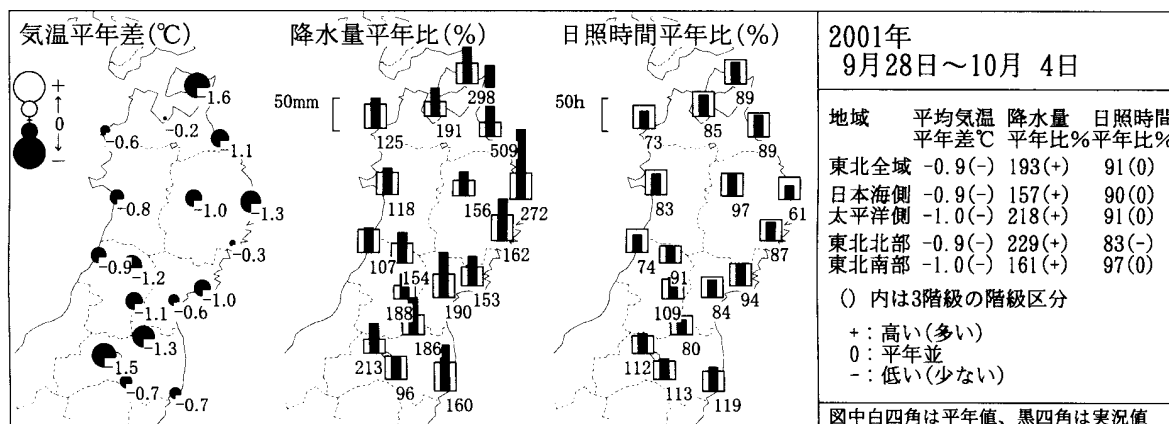 気温平年差(℃)
+
↑
0
↓
−
-1.6
-0.2
-0.6
-1.1
-0.8
-1.0
-1.3
-0.3
-0.9
-1.2
-1.0
-0.6
-1.1
-1.3
-1.5
-0.7
-0.7
降水量平年比(%)
50mm
298
191
125
509
118
156
272
162
107
154
153
190
188
186
213
96
160
日照時間平年比(%)
50h
89
85
73
89
83
97
61
87
74
91
94
84
109
80
112
113
119
2001年
9月28日～10月 4日
地域 平均気温 降水量 日照時間
平年差℃ 平年比% 平年比%
東北全域 -0.9(-) 193(+) 91(0)
日本海側 -0.9(-) 157(+) 90(0)
太平洋側 -1.0(-) 218(+) 91(0)
東北北部 -0.9(-) 229(+) 83(-)
東北南部 -1.0(-) 161(+) 97(0)
() 内は3階級の階級区分
+：高い(多い)
0：平年並
-：低い(少ない)
図中白四角は平年値、黒四角は実況値